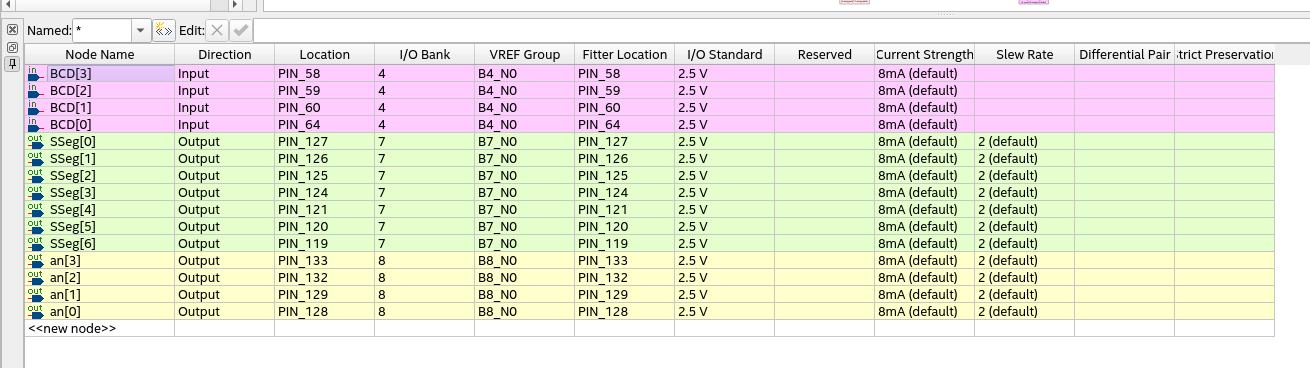 Named: * Edit:
Node Name Direction Location I/O Bank VREF Group Fitter Location I/O Standard Reserved Current Strength Slew Rate Differential Pair trict Preservation
in BCD[3] Input PIN_58 4 B4_N0 PIN_58 2.5 V 8mA (default)
in BCD[2] Input PIN_59 4 B4_N0 PIN_59 2.5 V 8mA (default)
in BCD[1] Input PIN_60 4 B4_N0 PIN_60 2.5 V 8mA (default)
in BCD[0] Input PIN_64 4 B4_N0 PIN_64 2.5 V 8mA (default)
out SSeg[0] Output PIN_127 7 B7_N0 PIN_127 2.5 V 8mA (default) 2 (default)
out SSeg[1] Output PIN_126 7 B7_N0 PIN_126 2.5 V 8mA (default) 2 (default)
out SSeg[2] Output PIN_125 7 B7_N0 PIN_125 2.5 V 8mA (default) 2 (default)
out SSeg[3] Output PIN_124 7 B7_N0 PIN_124 2.5 V 8mA (default) 2 (default)
out SSeg[4] Output PIN_121 7 B7_N0 PIN_121 2.5 V 8mA (default) 2 (default)
out SSeg[5] Output PIN_120 7 B7_N0 PIN_120 2.5 V 8mA (default) 2 (default)
out SSeg[6] Output PIN_119 7 B7_N0 PIN_119 2.5 V 8mA (default) 2 (default)
out an[3] Output PIN_133 8 B8_N0 PIN_133 2.5 V 8mA (default) 2 (default)
out an[2] Output PIN_132 8 B8_N0 PIN_132 2.5 V 8mA (default) 2 (default)
out an[1] Output PIN_129 8 B8_N0 PIN_129 2.5 V 8mA (default) 2 (default)
out an[0] Output PIN_128 8 B8_N0 PIN_128 2.5 V 8mA (default) 2 (default)
<<new node>>